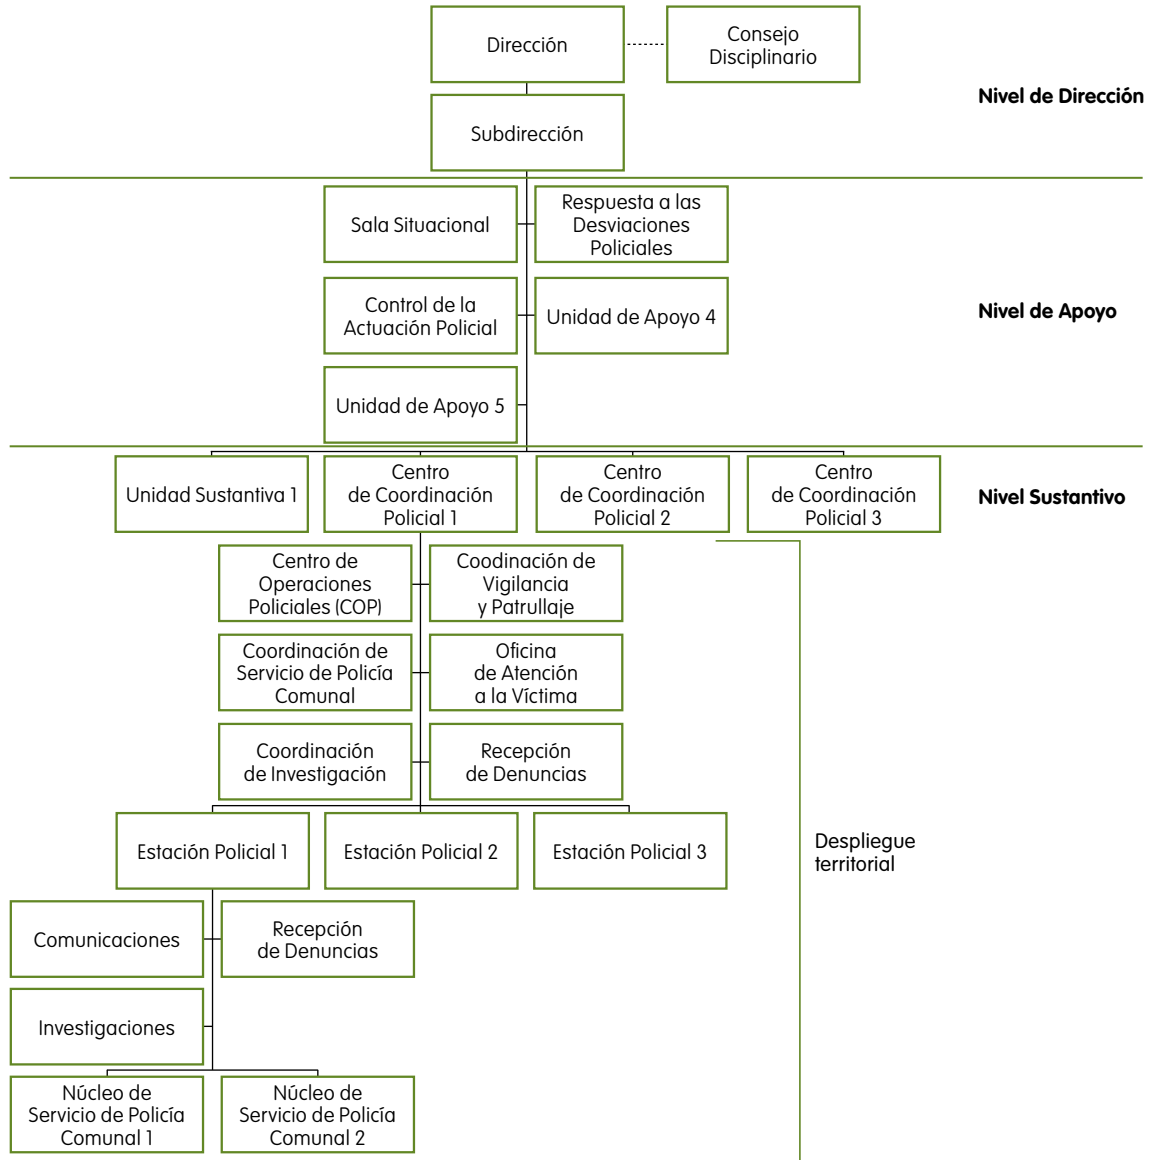 Dirección
Consejo
Disciplinario
Nivel de Dirección
Subdirección
Sala Situacional
Respuesta a las
Desviaciones
Policiales
Control de la
Actuación Policial
Unidad de Apoyo 4
Nivel de Apoyo
Unidad de Apoyo 5
Unidad Sustantiva 1
Centro
de Coordinación
Policial 1
Centro
de Coordinación
Policial 2
Centro
de Coordinación
Policial 3
Nivel Sustantivo
Centro de
Operaciones
Policiales (COP)
Coodinación de
Vigilancia
y Patrullaje
Coordinación de
Servicio de Policía
Comunal
Oficina
de Atención
a la Víctima
Coordinación
de Investigación
Recepción
de Denuncias
Estación Policial 1
Estación Policial 2
Estación Policial 3
Despliegue
territorial
Comunicaciones
Recepción
de Denuncias
Investigaciones
Núcleo de
Servicio de Policía
Comunal 1
Núcleo de
Servicio de Policía
Comunal 2